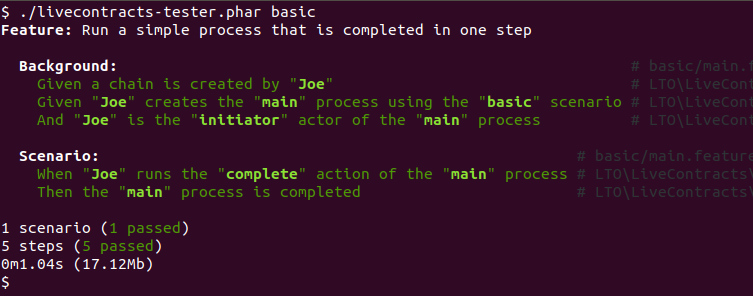 $ ./livecontracts-tester.phar basic
Feature: Run a simple process that is completed in one step
Background: # basic/main.f
Given a chain is created by "Joe" # LTO\LiveCont
Given "Joe" creates the "main" process using the "basic" scenario # LTO\LiveCont
And "Joe" is the "initiator" actor of the "main" process # LTO\LiveCont
Scenario: # basic/main.feature
When "Joe" runs the "complete" action of the "main" process # LTO\LiveContracts\
Then the "main" process is completed # LTO\LiveContracts\
1 scenario (1 passed)
5 steps (5 passed)
0m1.04s (17.12Mb)
$